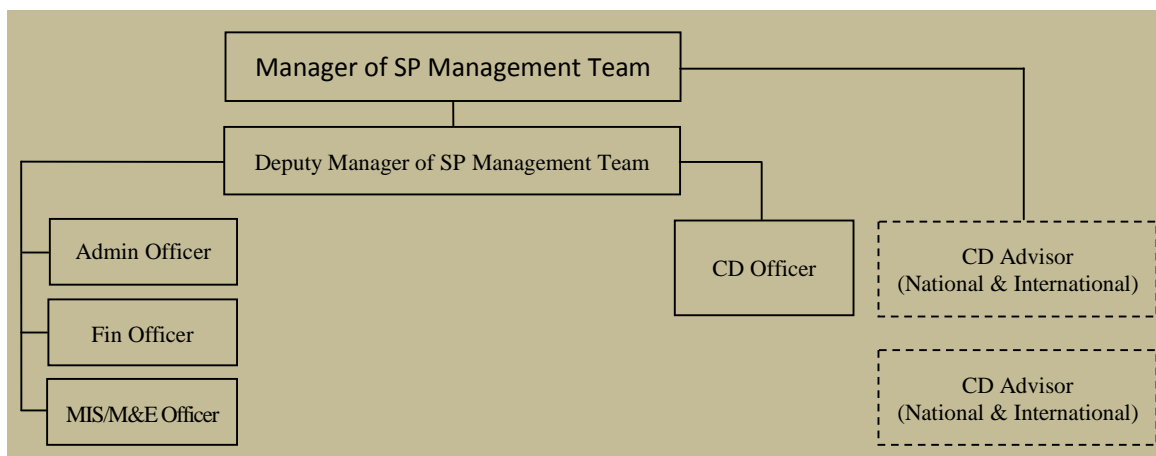 Manager of SP Management Team
Deputy Manager of SP Management Team
Admin Officer
Fin Officer
MIS/M&E Officer
CD Officer
CD Advisor
(National & International)
CD Advisor
(National & International)